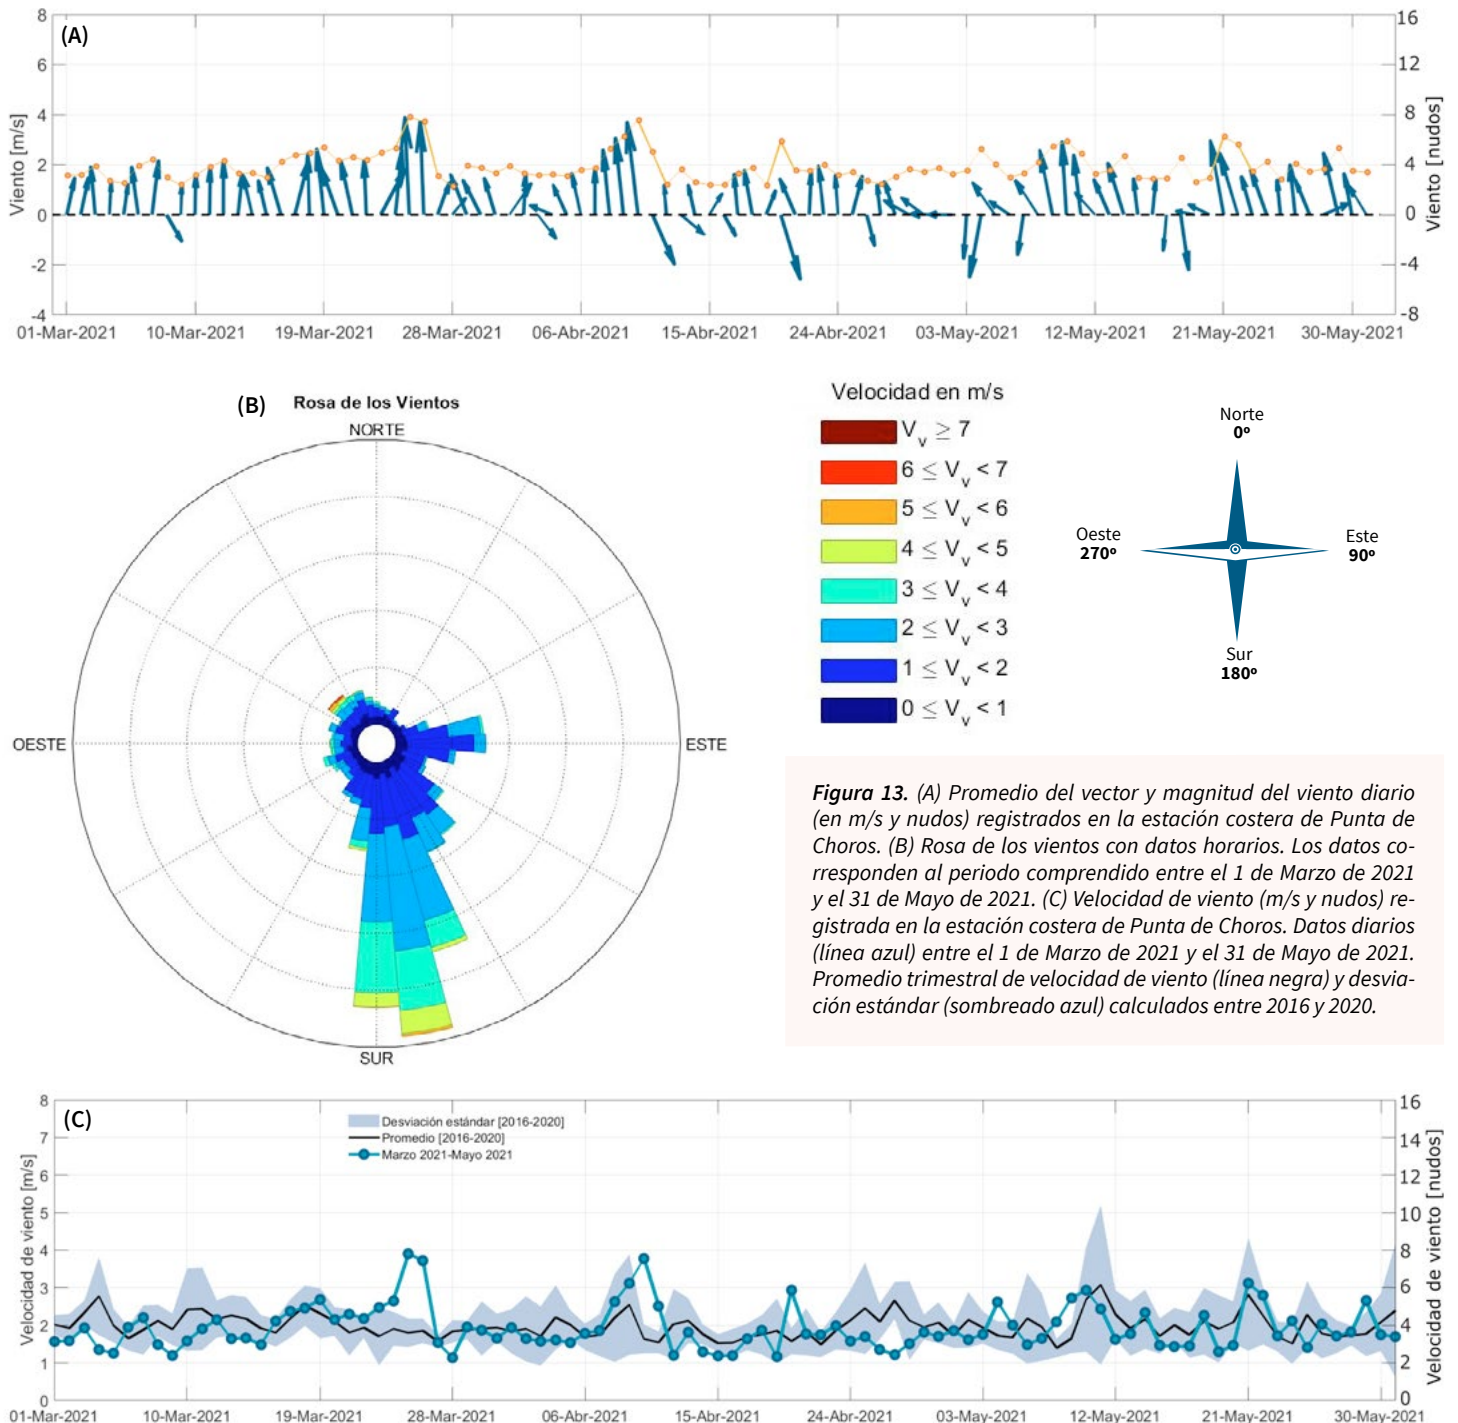 (A)
8
6
4
2
0
-2
-4
Viento [m/s]
16
12
8
4
0
-4
-8
Viento [nudos]
01-Mar-2021 10-Mar-2021 19-Mar-2021 28-Mar-2021 06-Abr-2021 15-Abr-2021 24-Abr-2021 03-May-2021 12-May-2021 21-May-2021 30-May-2021
(B) Rosa de los Vientos
NORTE
OESTE
ESTE
SUR
Velocidad en m/s
Vv ≥ 7
6 ≤ Vv < 7
5 ≤ Vv < 6
4 ≤ Vv < 5
3 ≤ Vv < 4
2 ≤ Vv < 3
1 ≤ Vv < 2
0 ≤ Vv < 1
Norte
0º
Oeste
270º
Este
90º
Sur
180º
Figura 13. (A) Promedio del vector y magnitud del viento diario
(en m/s y nudos) registrados en la estación costera de Punta de
Choros. (B) Rosa de los vientos con datos horarios. Los datos co-
rresponden al periodo comprendido entre el 1 de Marzo de 2021
y el 31 de Mayo de 2021. (C) Velocidad de viento (m/s y nudos) re-
gistrada en la estación costera de Punta de Choros. Datos diarios
(línea azul) entre el 1 de Marzo de 2021 y el 31 de Mayo de 2021.
Promedio trimestral de velocidad de viento (línea negra) y desvia-
ción estándar (sombreado azul) calculados entre 2016 y 2020.
(C)
Desviación estándar [2016-2020]
Promedio [2016-2020]
Marzo 2021-Mayo 2021
8
7
6
5
4
3
2
1
0
Velocidad de viento [m/s]
16
14
12
10
8
6
4
2
0
Velocidad de viento [nudos]
01-Mar-2021 10-Mar-2021 19-Mar-2021 28-Mar-2021 06-Abr-2021 15-Abr-2021 24-Abr-2021 03-May-2021 12-May-2021 21-May-2021 30-May-2021